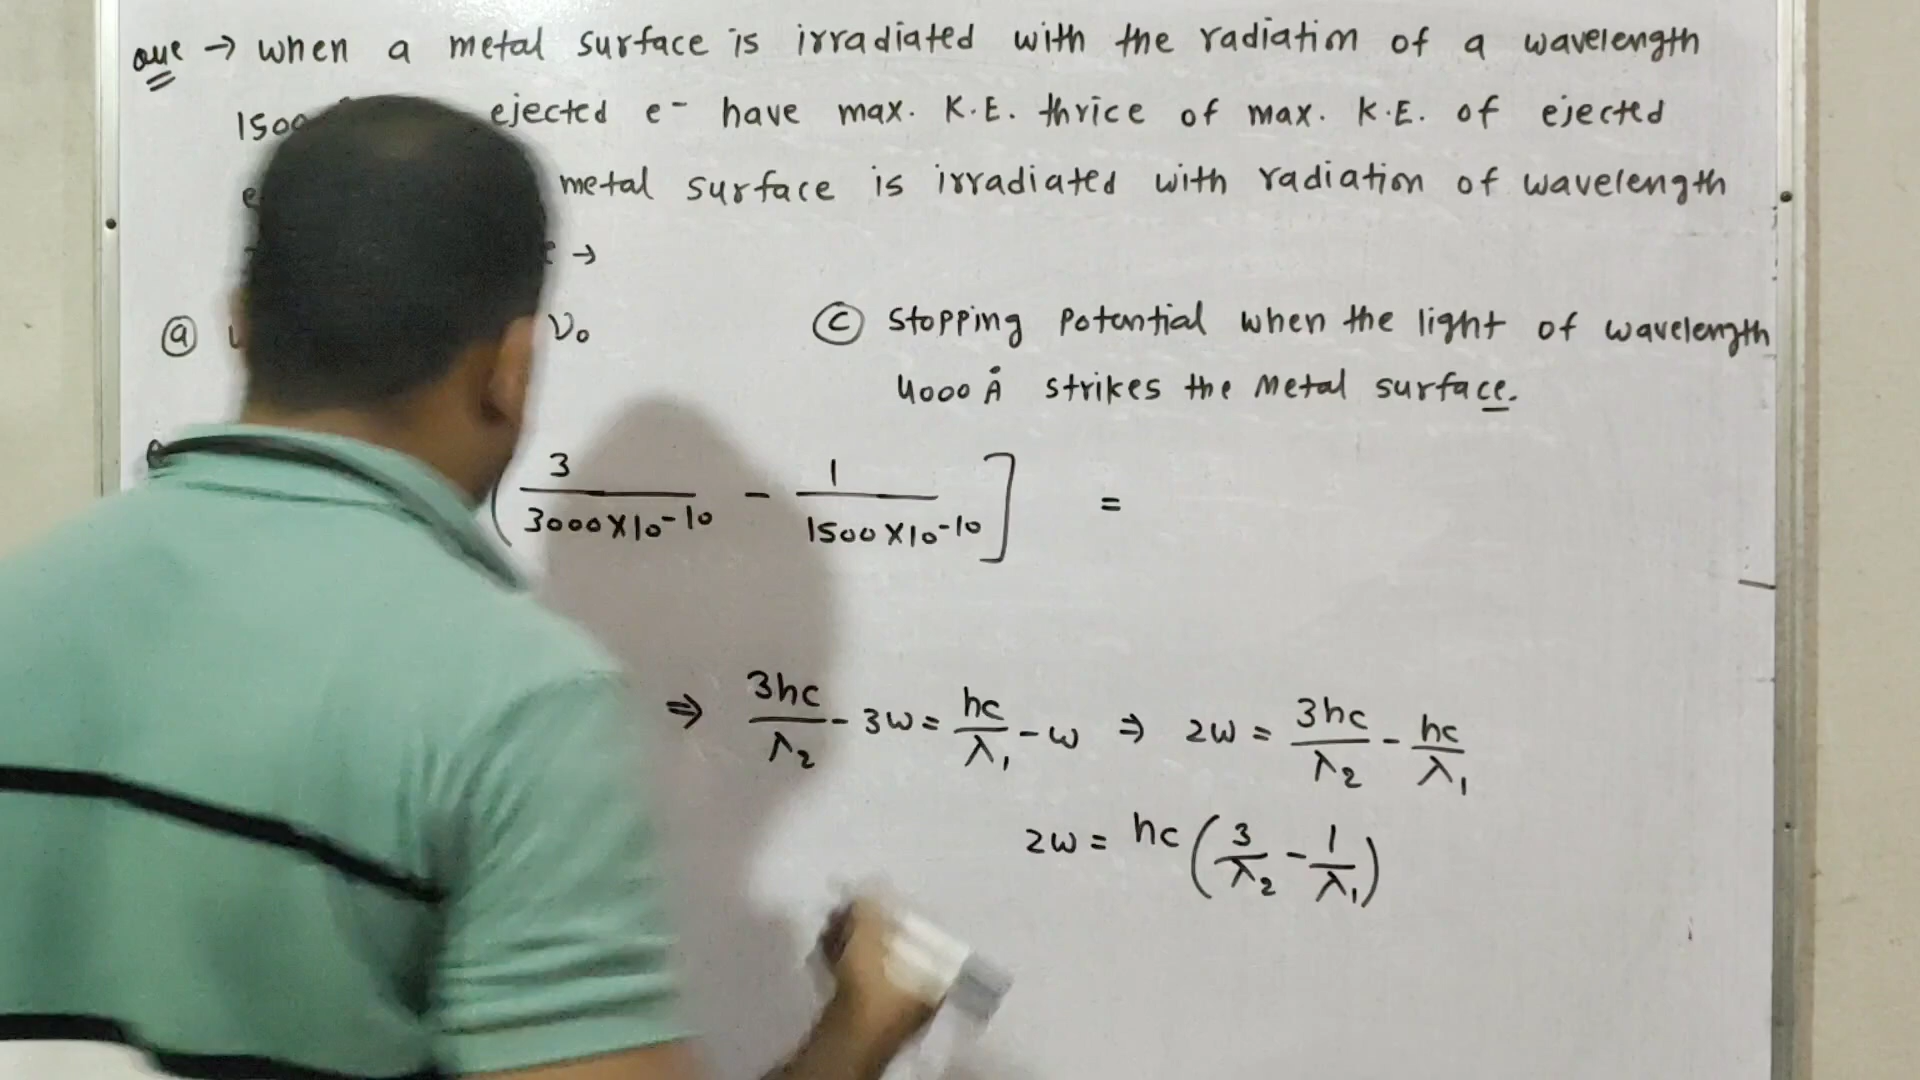 Que → when a metal surface is irradiated with the radiation of a wavelength
1500 ejected e⁻ have max. K.E. thrice of max. K.E. of ejected
metal surface is irradiated with radiation of wavelength
→
(a) ν₀
(c) Stopping Potential when the light of wavelength
4000 Å strikes the Metal surface.
( 3/3000×10⁻¹⁰ - 1/1500×10⁻¹⁰ ] =
⇒ 3hc/λ₂ - 3w = hc/λ₁ - w ⇒ 2w = 3hc/λ₂ - hc/λ₁
2w = hc ( 3/λ₂ - 1/λ₁ )